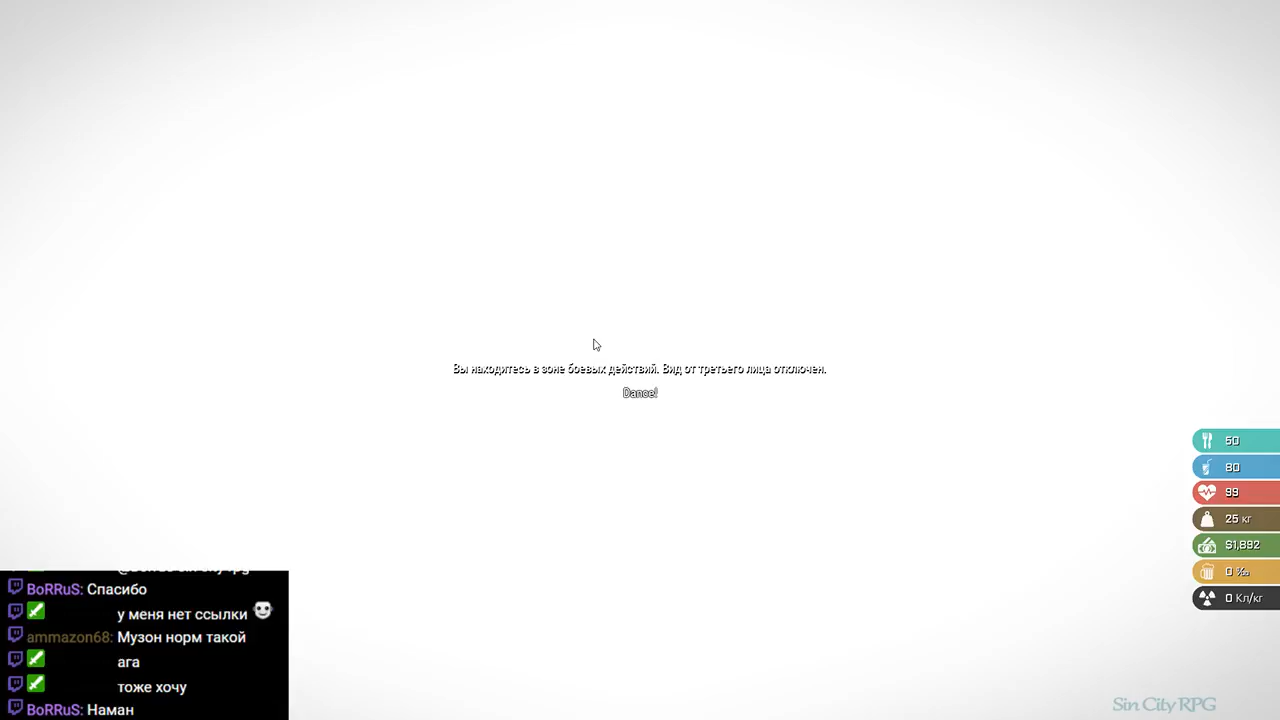 Вы находитесь в зоне боевых действий. Вид от третьего лица отключен.
Dance!
50
80
99
25 кг
$1,892
0 ‰
0 Кл/кг
BoRRuS: Спасибо
у меня нет ссылки
ammazon68: Музон норм такой
ага
тоже хочу
BoRRuS: Наман
Sin City RPG